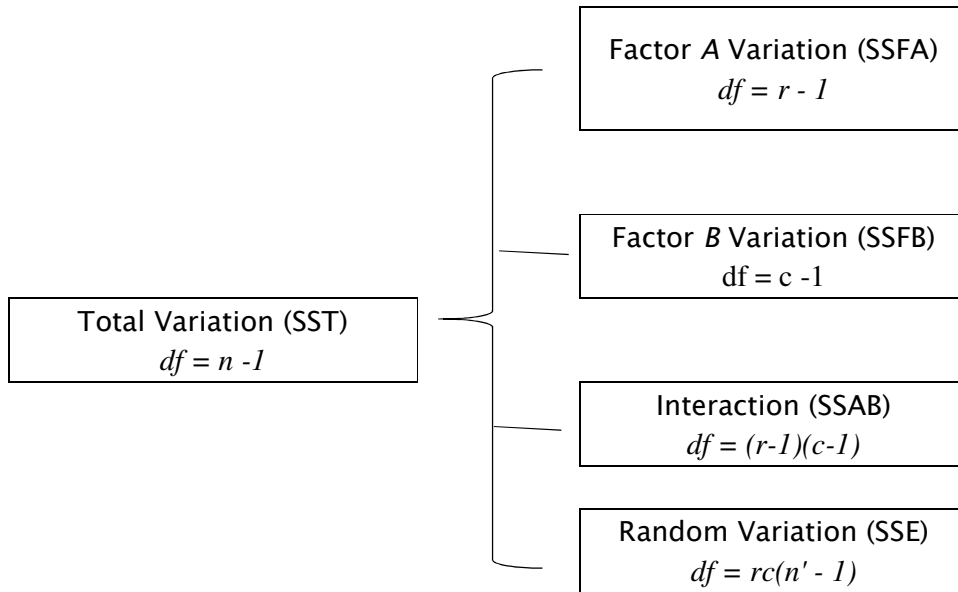 Factor A Variation (SSFA)
df = r - 1
Factor B Variation (SSFB)
df = c -1
Total Variation (SST)
df = n -1
Interaction (SSAB)
df = (r-1)(c-1)
Random Variation (SSE)
df = rc(n' - 1)